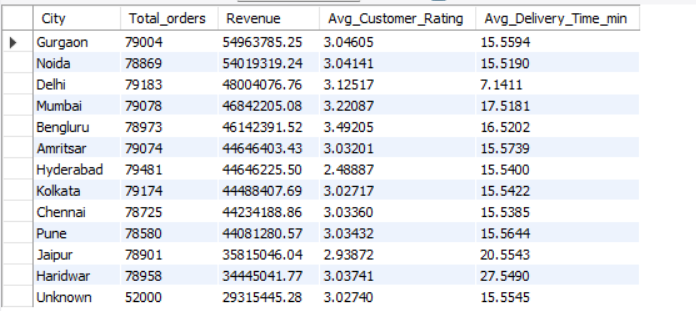 City Total_orders Revenue Avg_Customer_Rating Avg_Delivery_Time_min
Gurgaon 79004 54963785.25 3.04605 15.5594
Noida 78869 54019319.24 3.04141 15.5190
Delhi 79183 48004076.76 3.12517 7.1411
Mumbai 79078 46842205.08 3.22087 17.5181
Bengluru 78973 46142391.52 3.49205 16.5202
Amritsar 79074 44646403.43 3.03201 15.5739
Hyderabad 79481 44646225.50 2.48887 15.5400
Kolkata 79174 44488407.69 3.02717 15.5422
Chennai 78725 44234188.86 3.03360 15.5385
Pune 78580 44081280.57 3.03432 15.5644
Jaipur 78901 35815046.04 2.93872 20.5543
Haridwar 78958 34445041.77 3.03741 27.5490
Unknown 52000 29315445.28 3.02740 15.5545